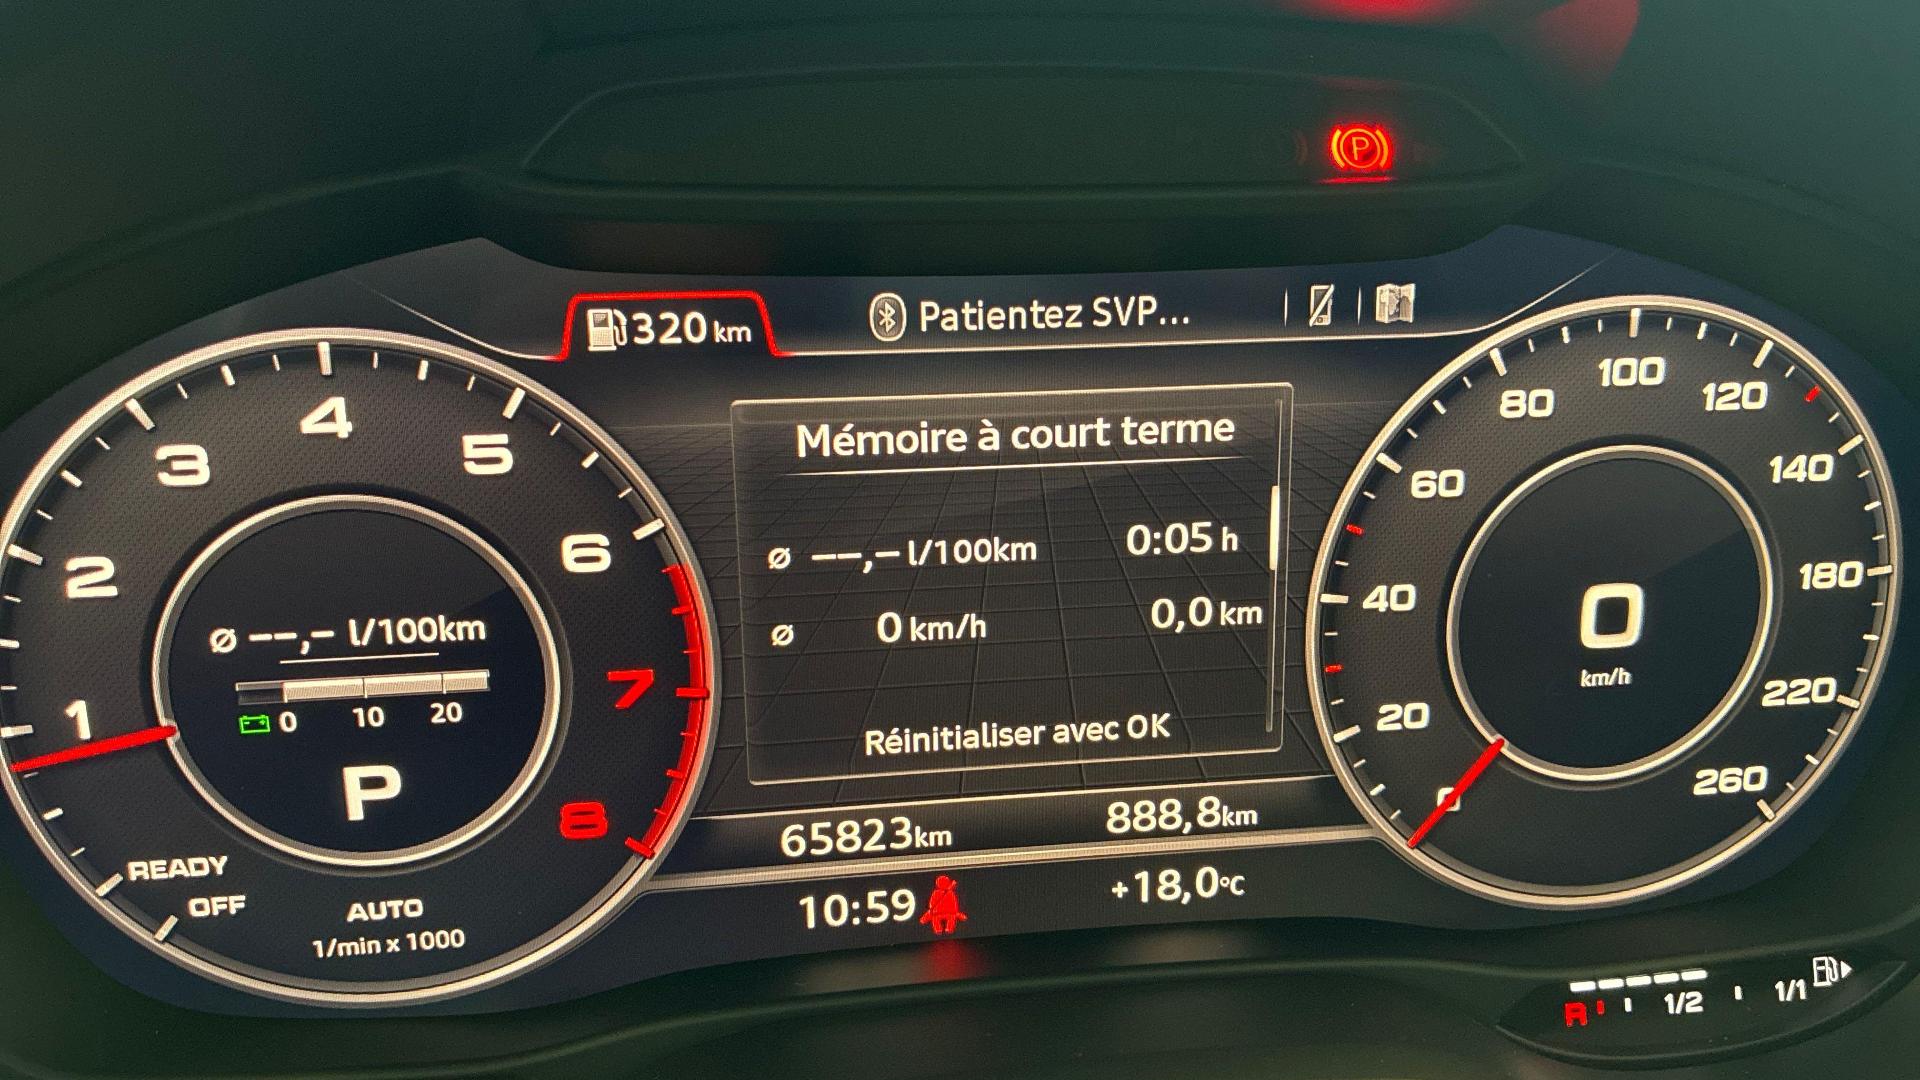 P
320 km
Patientez SVP...
Mémoire à court terme
ø --,- l/100km 0:05 h
ø 0 km/h 0,0 km
Réinitialiser avec OK
65823km 888,8km
10:59 +18,0°C
1
2
3
4
5
6
7
8
ø --,- l/100km
0 10 20
P
READY
OFF
AUTO
1/min x 1000
0
20
40
60
80
100
120
140
180
220
260
0
km/h
R 1/2 1/1